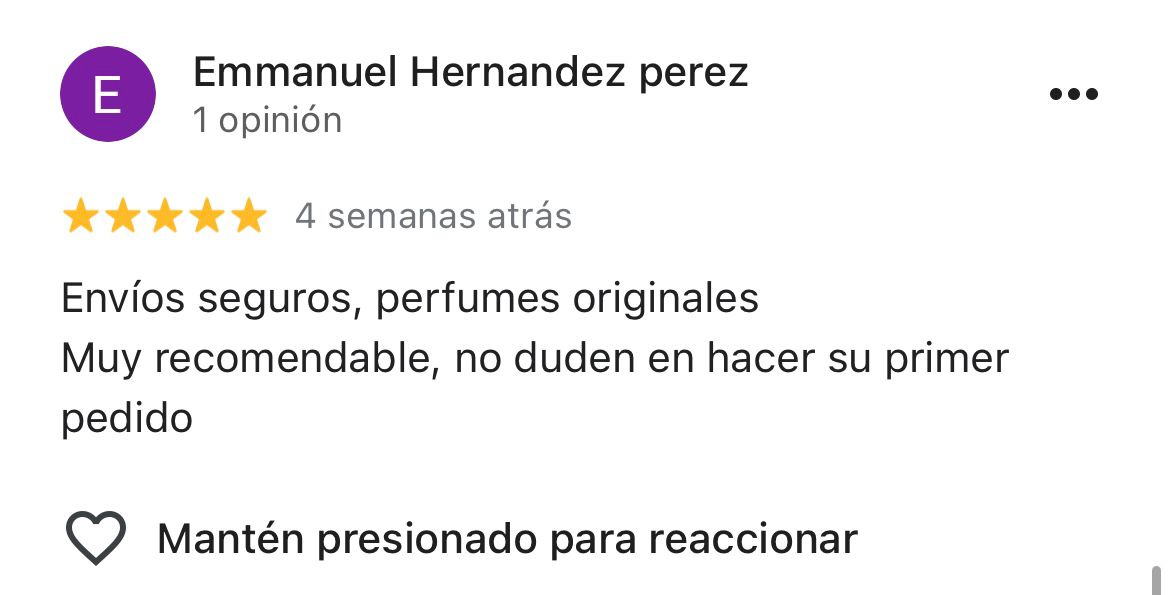 E
Emmanuel Hernandez perez
1 opinión
4 semanas atrás
Envíos seguros, perfumes originales
Muy recomendable, no duden en hacer su primer
pedido
Mantén presionado para reaccionar